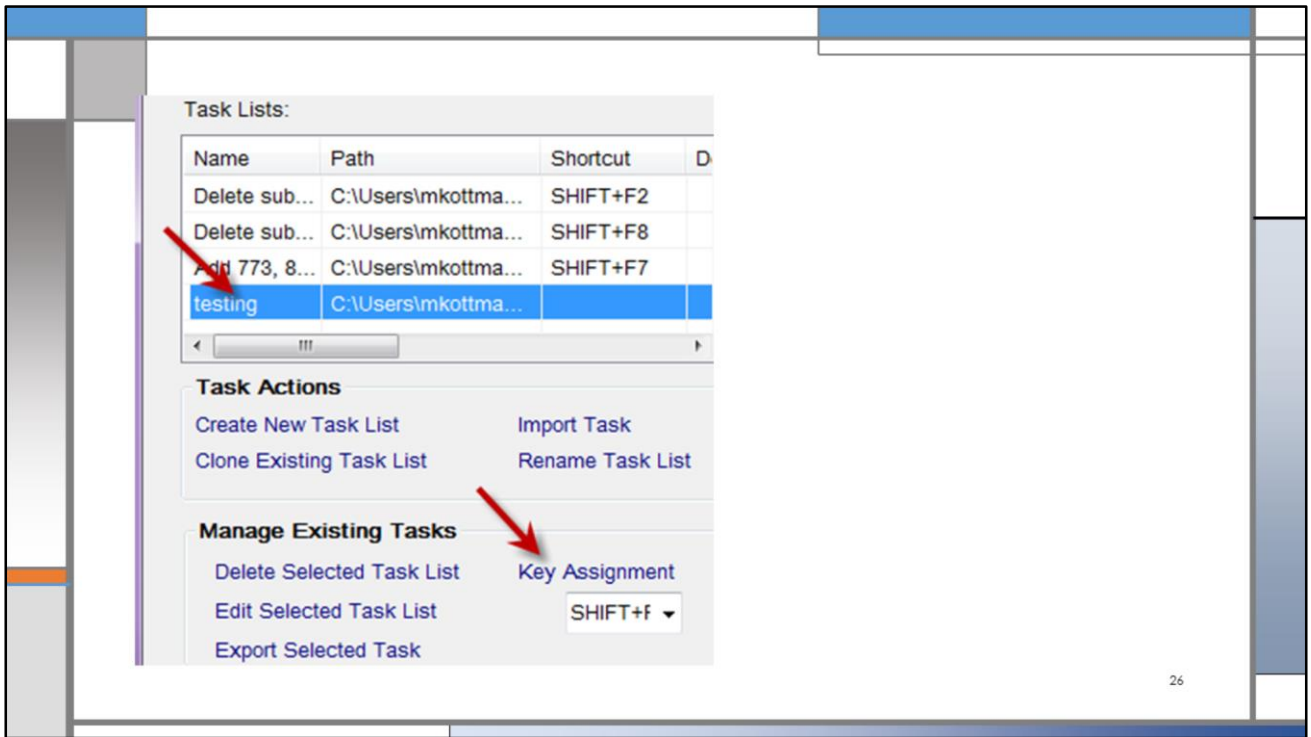 Task Lists:
Name Path Shortcut D
Delete sub... C:\Users\mkottma... SHIFT+F2
Delete sub... C:\Users\mkottma... SHIFT+F8
Add 773, 8... C:\Users\mkottma... SHIFT+F7
testing C:\Users\mkottma...
Task Actions
Create New Task List Import Task
Clone Existing Task List Rename Task List
Manage Existing Tasks
Delete Selected Task List Key Assignment
Edit Selected Task List SHIFT+F
Export Selected Task
26